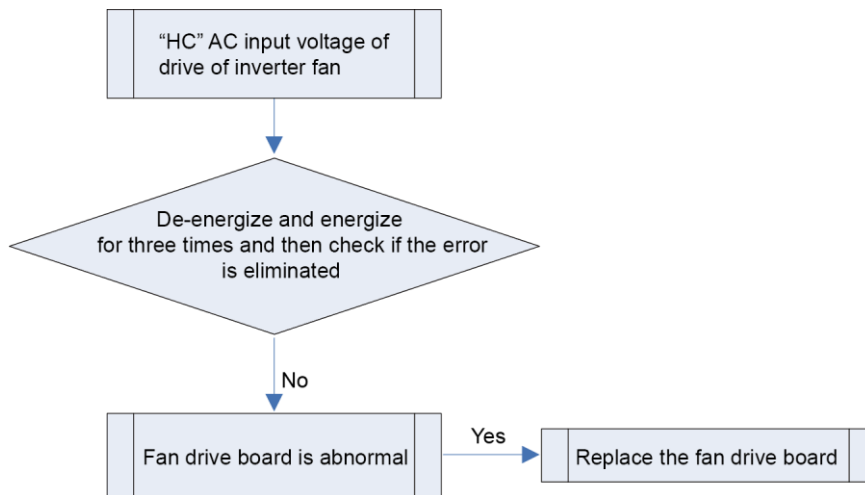 “HC” AC input voltage of
drive of inverter fan
De-energize and energize
for three times and then check if the error
is eliminated
No
Fan drive board is abnormal
Yes
Replace the fan drive board